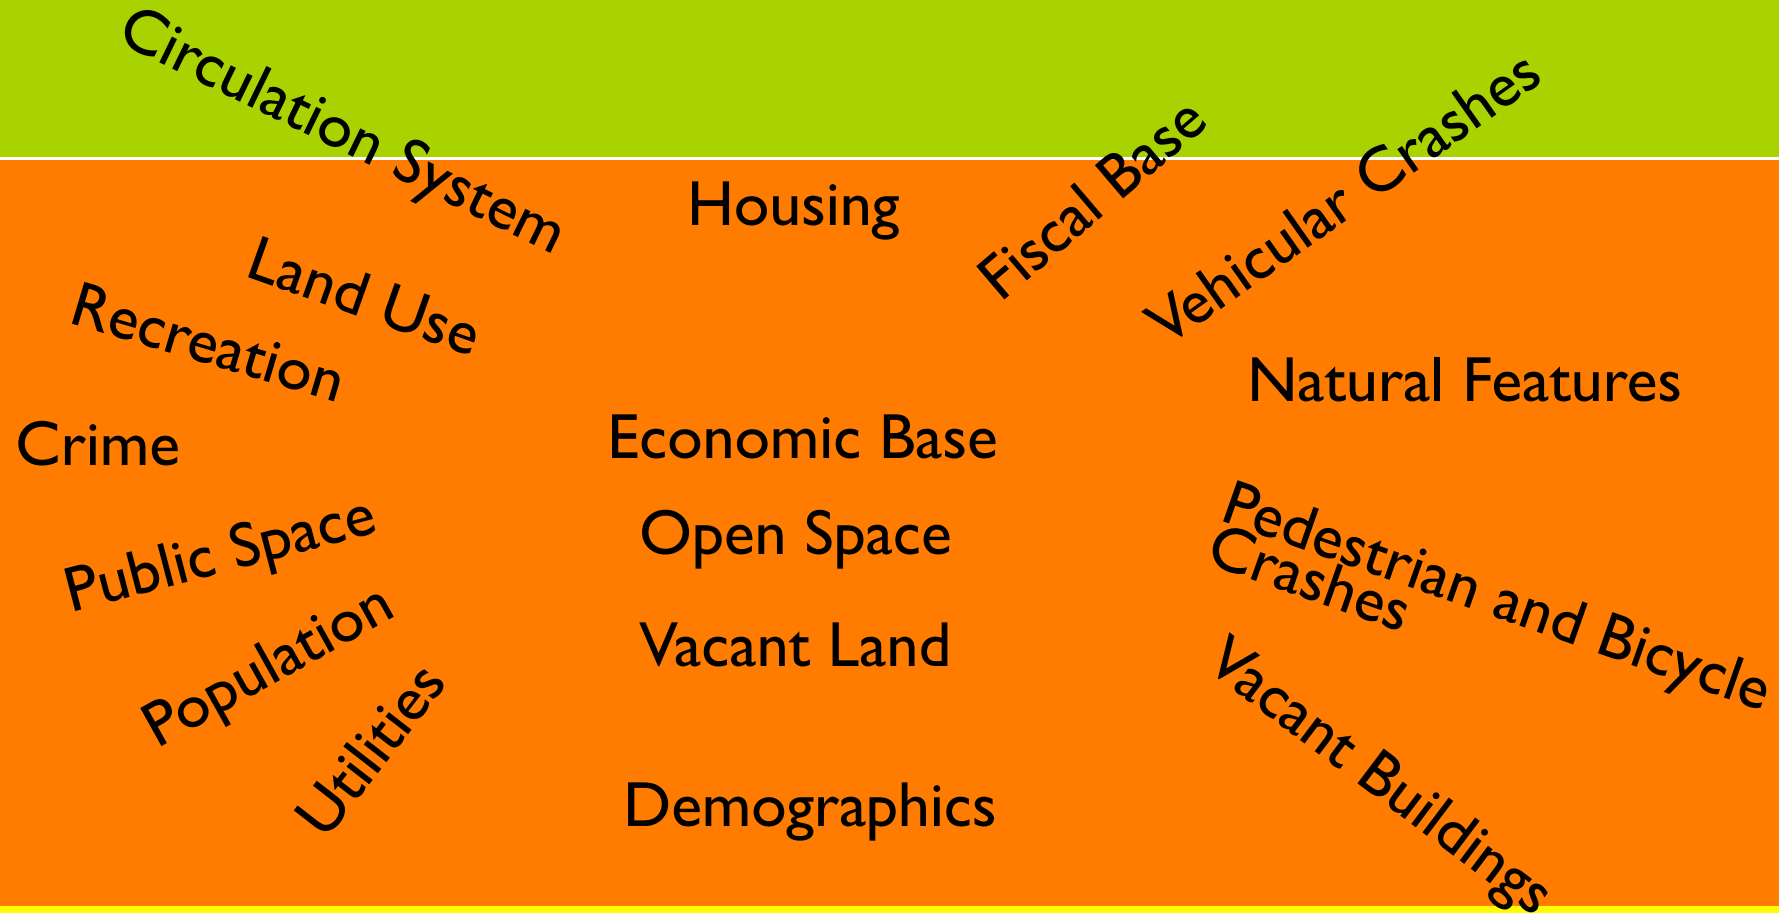 Circulation System
Housing
Fiscal Base
Vehicular Crashes
Land Use
Recreation
Natural Features
Crime
Economic Base
Public Space
Open Space
Pedestrian and Bicycle
Crashes
Population
Vacant Land
Utilities
Vacant Buildings
Demographics